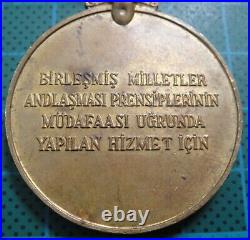 BİRLEŞMİŞ MİLLETLER
ANDLAŞMASI PRENSİPLERİNİN
MÜDAFAASI UĞRUNDA
YAPILAN HİZMET İÇİN